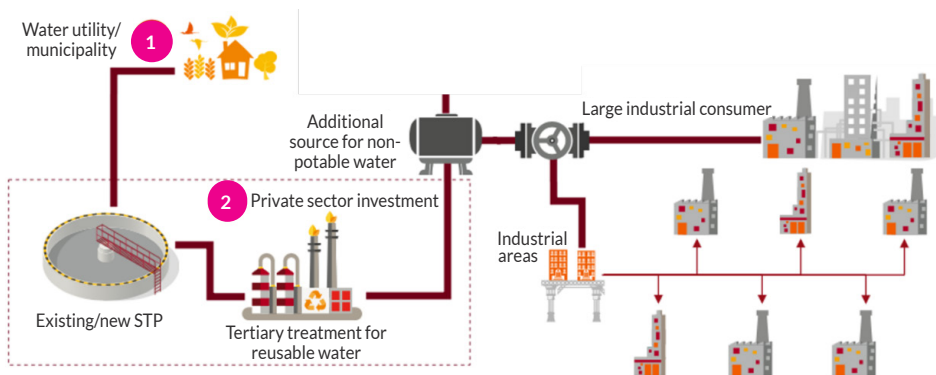 Water utility/
municipality
1
Additional
source for non-
potable water
Large industrial consumer
2
Private sector investment
Industrial
areas
Existing/new STP
Tertiary treatment for
reusable water